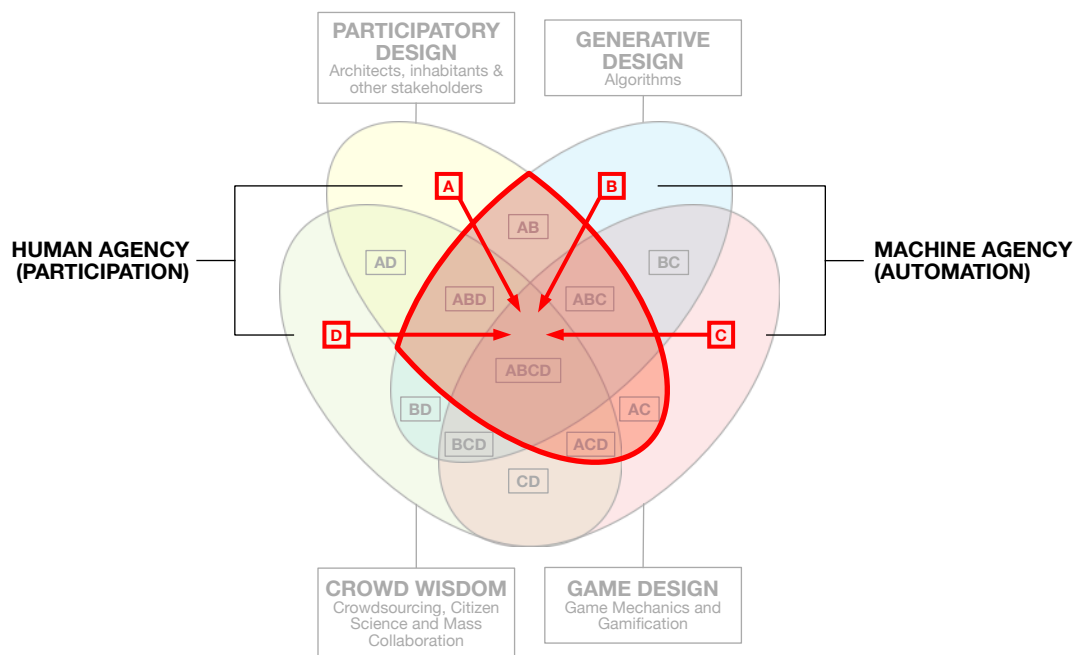 PARTICIPATORY
DESIGN
Architects, inhabitants &
other stakeholders
GENERATIVE
DESIGN
Algorithms
A
B
AB
HUMAN AGENCY
(PARTICIPATION)
AD
BC
MACHINE AGENCY
(AUTOMATION)
ABD
ABC
D
C
ABCD
BD
AC
BCD
ACD
CD
CROWD WISDOM
Crowdsourcing, Citizen
Science and Mass
Collaboration
GAME DESIGN
Game Mechanics and
Gamification